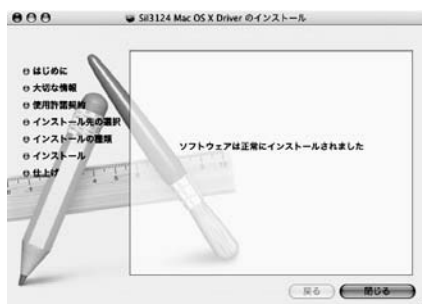 SiI3124 Mac OS X Driver のインストール
はじめに
大切な情報
使用許諾契約
インストール先の選択
インストールの種類
インストール
仕上げ
ソフトウェアは正常にインストールされました
戻る
閉じる